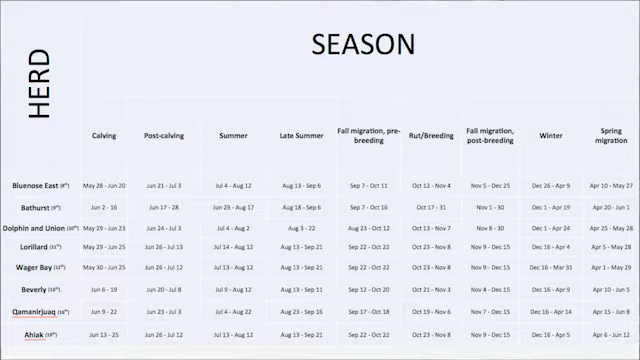 SEASON
HERD
Calving Post-calving Summer Late Summer Fall migration, pre-breeding Rut/Breeding Fall migration, post-breeding Winter Spring migration
Bluenose East (8th) May 28 - Jun 20 Jun 21 - Jul 3 Jul 4 - Aug 12 Aug 13 - Sep 6 Sep 7 - Oct 11 Oct 12 - Nov 4 Nov 5 - Dec 25 Dec 26 - Apr 9 Apr 10 - May 27
Bathurst (9th) Jun 2 - 16 Jun 17 - 28 Jun 29 - Aug 17 Aug 18 - Sep 6 Sep 7 - Oct 16 Oct 17 - 31 Nov 1 - 30 Dec 1 - Apr 19 Apr 20 - Jun 1
Dolphin and Union (10th) May 29 - Jun 23 Jun 24 - Jul 3 Jul 4 - Aug 2 Aug 3 - 22 Aug 23 - Oct 12 Oct 13 - Nov 7 Nov 8 - 30 Dec 1 - Apr 24 Apr 25 - May 28
Lorillard (11th) May 29 - Jun 25 Jun 26 - Jul 13 Jul 14 - Aug 12 Aug 13 - Sep 21 Sep 22 - Oct 22 Oct 23 - Nov 8 Nov 9 - Dec 15 Dec 16 - Apr 4 Apr 5 - May 28
Wager Bay (12th) May 30 - Jun 25 Jun 26 - Jul 12 Jul 13 - Aug 12 Aug 13 - Sep 21 Sep 22 - Oct 22 Oct 23 - Nov 8 Nov 9 - Dec 15 Dec 16 - Mar 31 Apr 1 - May 29
Beverly (13th) Jun 6 - 19 Jun 20 - Jul 8 Jul 9 - Aug 12 Aug 13 - Sep 11 Sep 12 - Oct 20 Oct 21 - Nov 3 Nov 4 - Dec 15 Dec 16 - Apr 9 Apr 10 - Jun 5
Qamanirjuaq Jun 9 - 22 Jun 23 - Jul 3 Jul 4 - Aug 22 Aug 23 - Sep 16 Sep 17 - Oct 18 Oct 19 - Nov 6 Nov 7 - Dec 15 Dec 16 - Apr 14 Apr 15 - Jun 8
Ahiak Jun 13 - 25 Jun 26 - Jul 12 Jul 13 - Aug 12 Aug 13 - Sep 21 Sep 22 - Oct 22 Oct 23 - Nov 8 Nov 9 - Dec 15 Dec 16 - Apr 5 Apr 6 - Jun 12